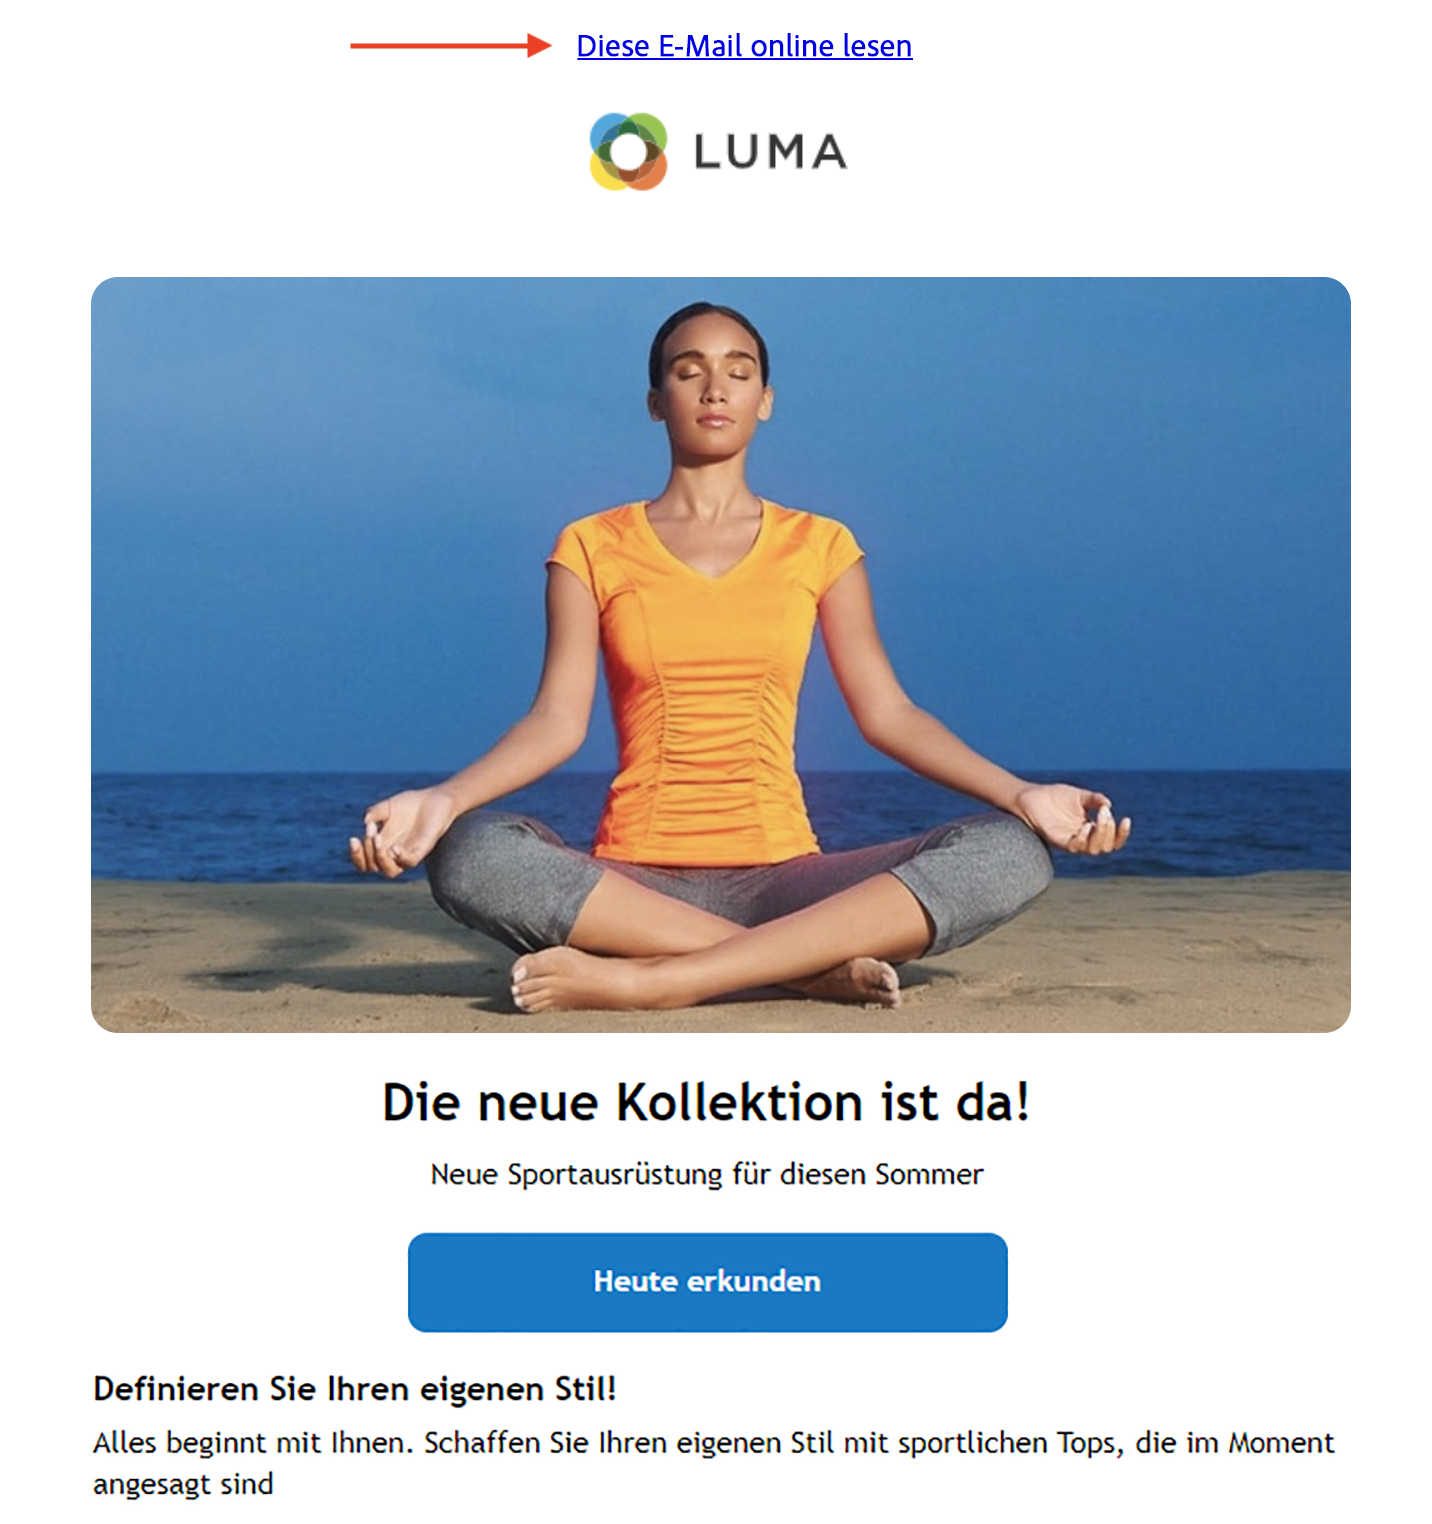 Diese E-Mail online lesen
LUMA
Die neue Kollektion ist da!
Neue Sportausrüstung für diesen Sommer
Heute erkunden
Definieren Sie Ihren eigenen Stil!
Alles beginnt mit Ihnen. Schaffen Sie Ihren eigenen Stil mit sportlichen Tops, die im Moment
angesagt sind